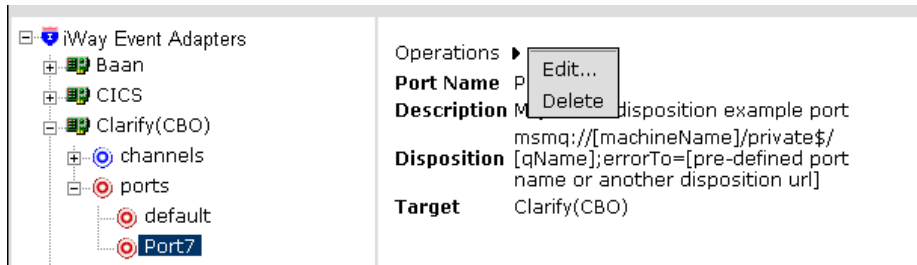 iWay Event Adapters
Baan
CICS
Clarify(CBO)
channels
ports
default
Port7
Operations
Edit...
Delete
Port Name P
Description disposition example port
Disposition msmq://[machineName]/private$/
[qName];errorTo=[pre-defined port
name or another disposition url]
Target Clarify(CBO)